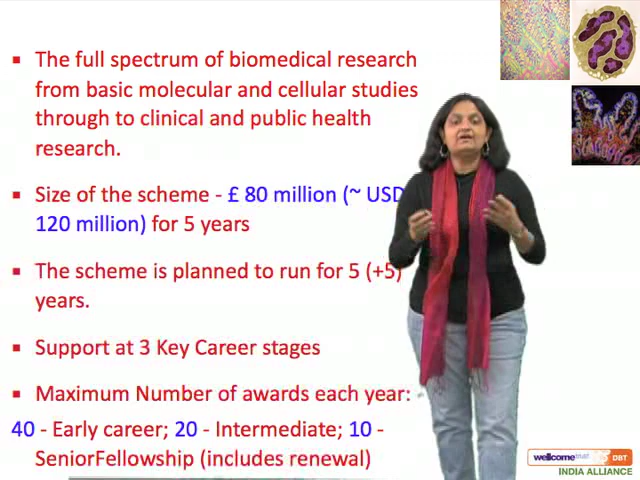 The full spectrum of biomedical research
from basic molecular and cellular studies
through to clinical and public health
research.
Size of the scheme - £ 80 million (~ USD
120 million) for 5 years
The scheme is planned to run for 5 (+5)
years.
Support at 3 Key Career stages
Maximum Number of awards each year:
40 - Early career; 20 - Intermediate; 10 -
SeniorFellowship (includes renewal)
wellcometrust DBT
INDIA ALLIANCE